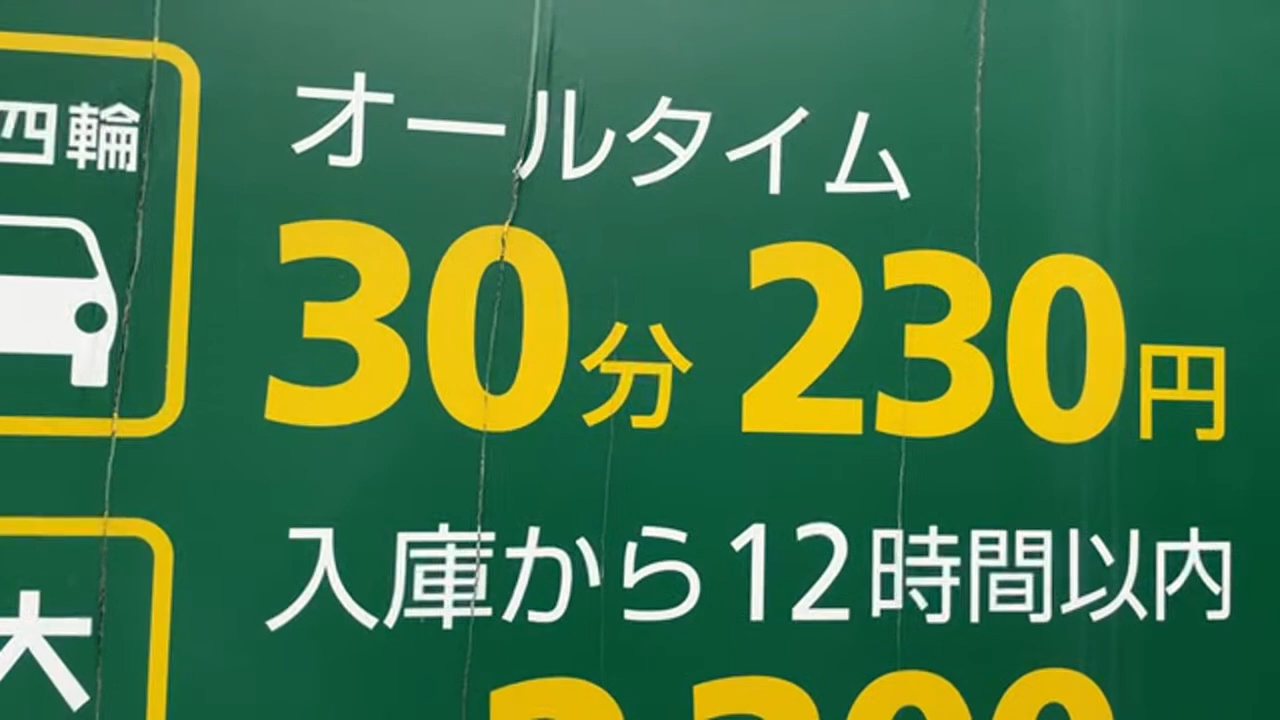 四輪
オールタイム
30分 230円
入庫から12時間以内
大